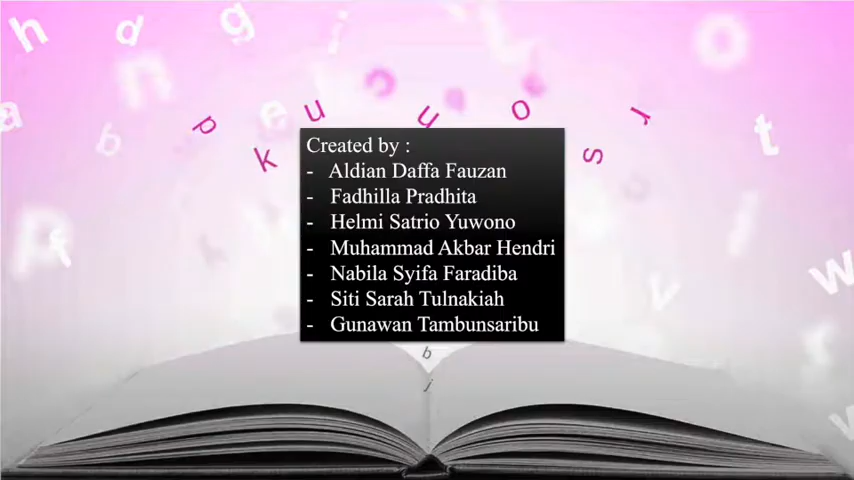 Created by :
- Aldian Daffa Fauzan
- Fadhilla Pradhita
- Helmi Satrio Yuwono
- Muhammad Akbar Hendri
- Nabila Syifa Faradiba
- Siti Sarah Tulnakiah
- Gunawan Tambunsaribu